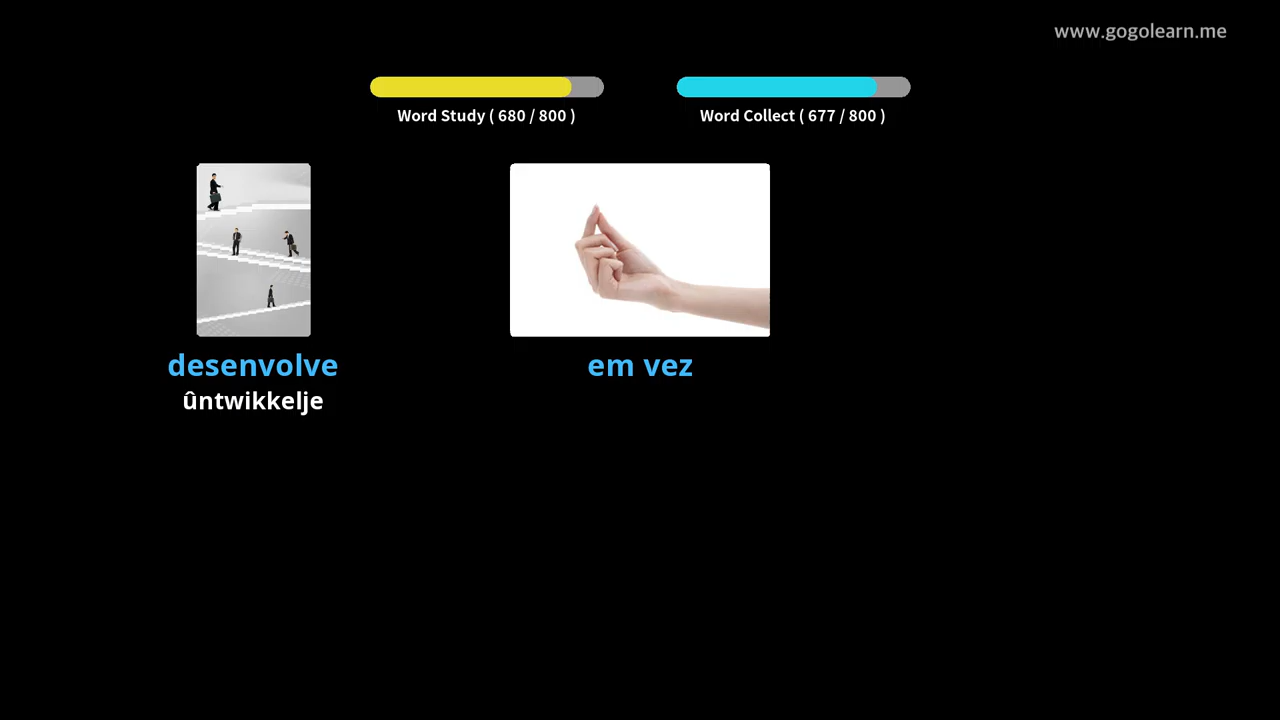 www.gogolearn.me
Word Study ( 680 / 800 )
Word Collect ( 677 / 800 )
desenvolve
ûntwikkelje
em vez